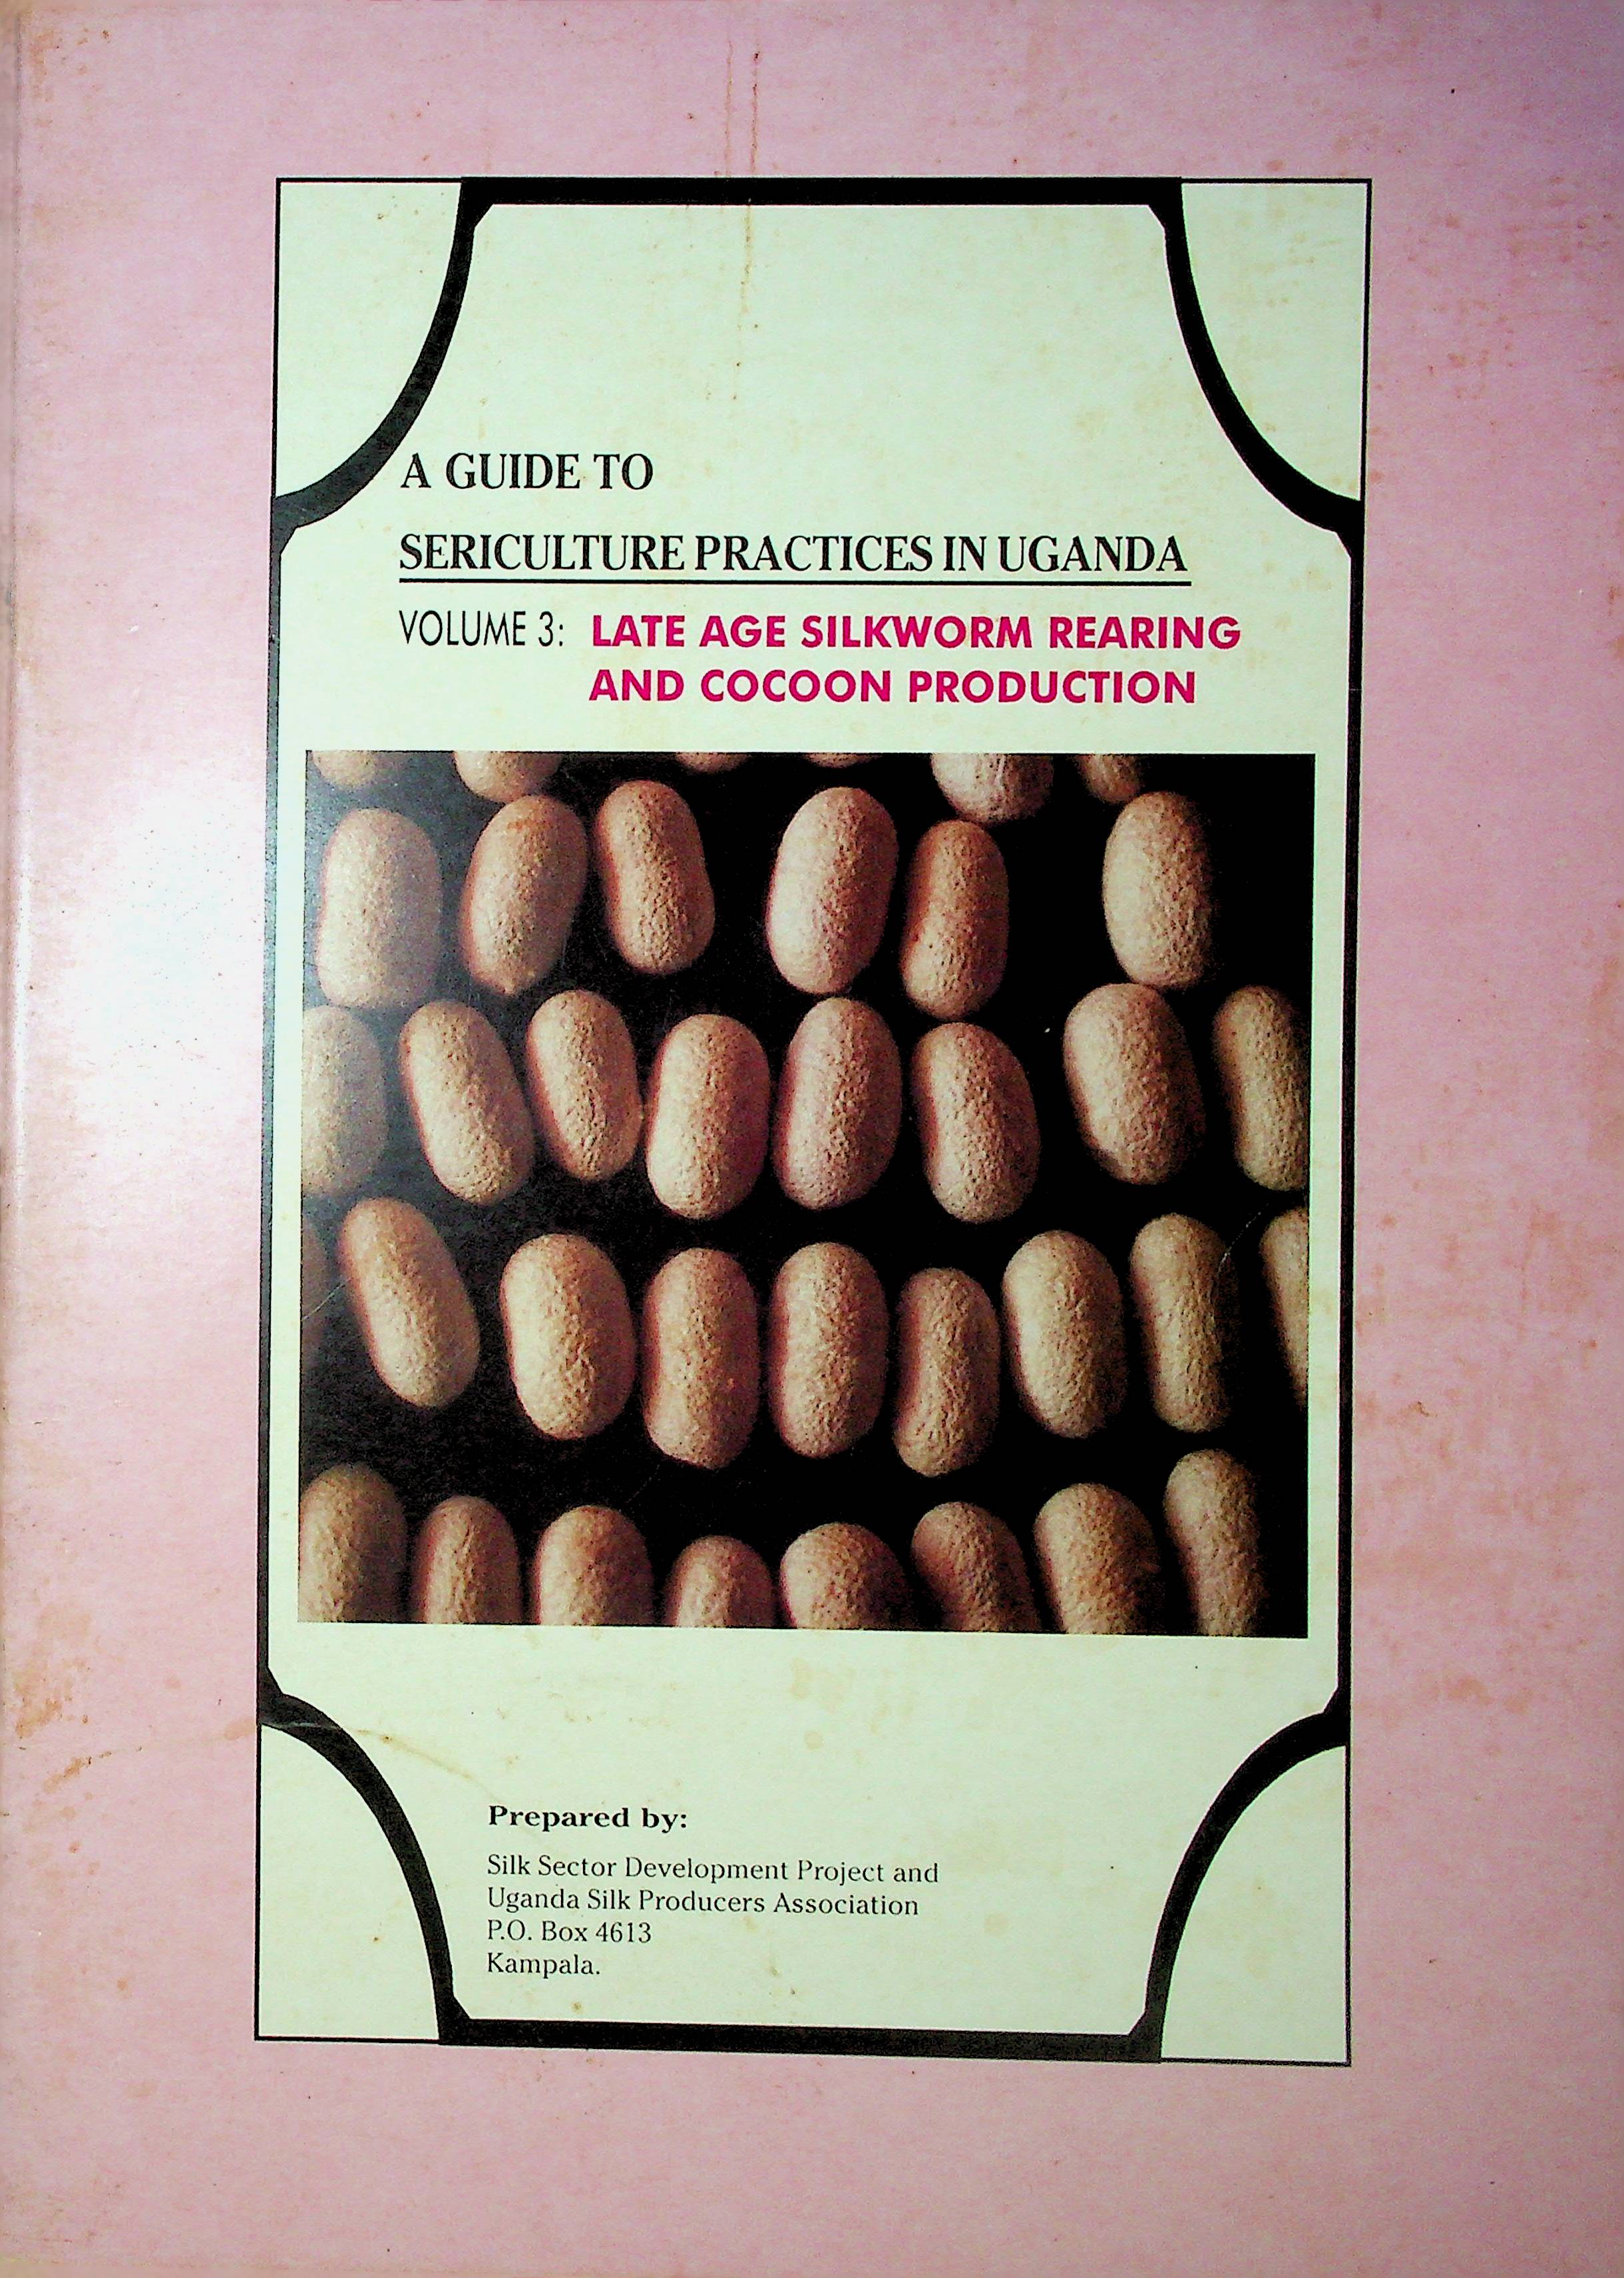 A GUIDE TO
SERICULTURE PRACTICES IN UGANDA
VOLUME 3: LATE AGE SILKWORM REARING
AND COCOON PRODUCTION
Prepared by:
Silk Sector Development Project and
Uganda Silk Producers Association
P.O. Box 4613
Kampala.